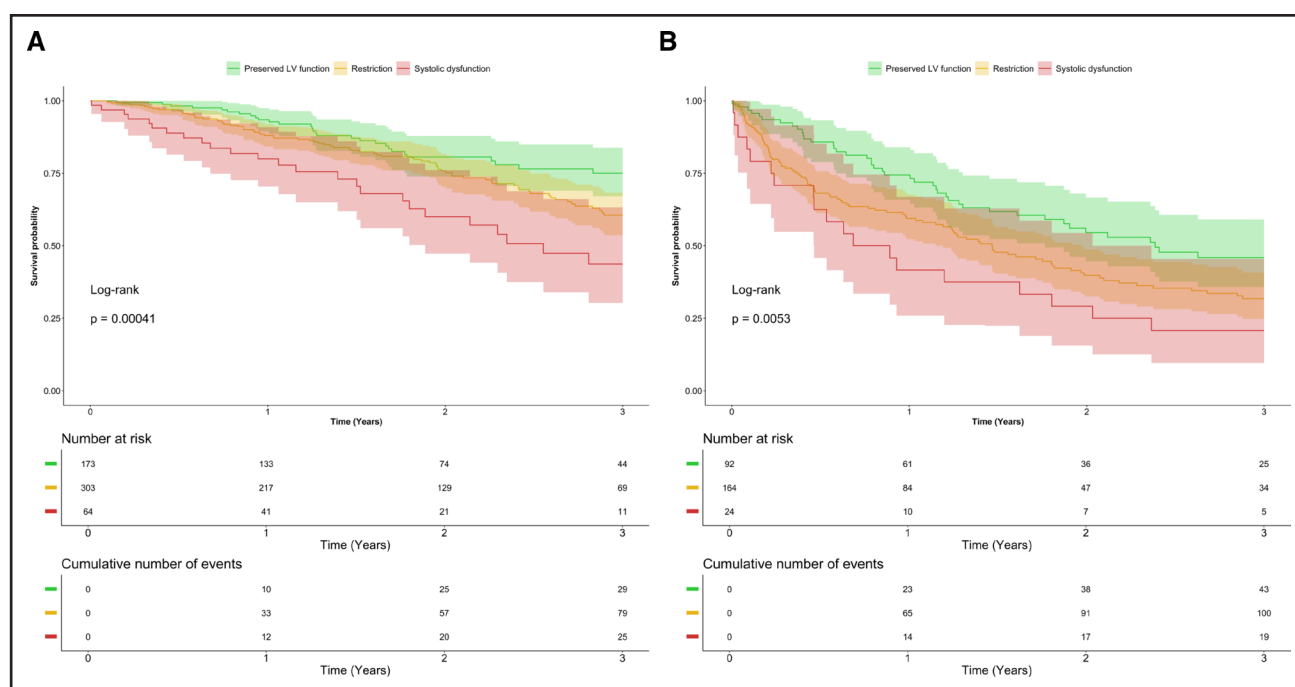 A
Preserved LV function Restriction Systolic dysfunction
Survival probability
1.00
0.75
0.50
0.25
0.00
Log-rank
p = 0.00041
0 1 2 3
Time (Years)
Number at risk
173 133 74 44
303 217 129 69
64 41 21 11
0 1 2 3
Time (Years)
Cumulative number of events
0 10 25 29
0 33 57 79
0 12 20 25
0 1 2 3
Time (Years)
B
Preserved LV function Restriction Systolic dysfunction
Survival probability
1.00
0.75
0.50
0.25
0.00
Log-rank
p = 0.0053
0 1 2 3
Time (Years)
Number at risk
92 61 36 25
164 84 47 34
24 10 7 5
0 1 2 3
Time (Years)
Cumulative number of events
0 23 38 43
0 65 91 100
0 14 17 19
0 1 2 3
Time (Years)